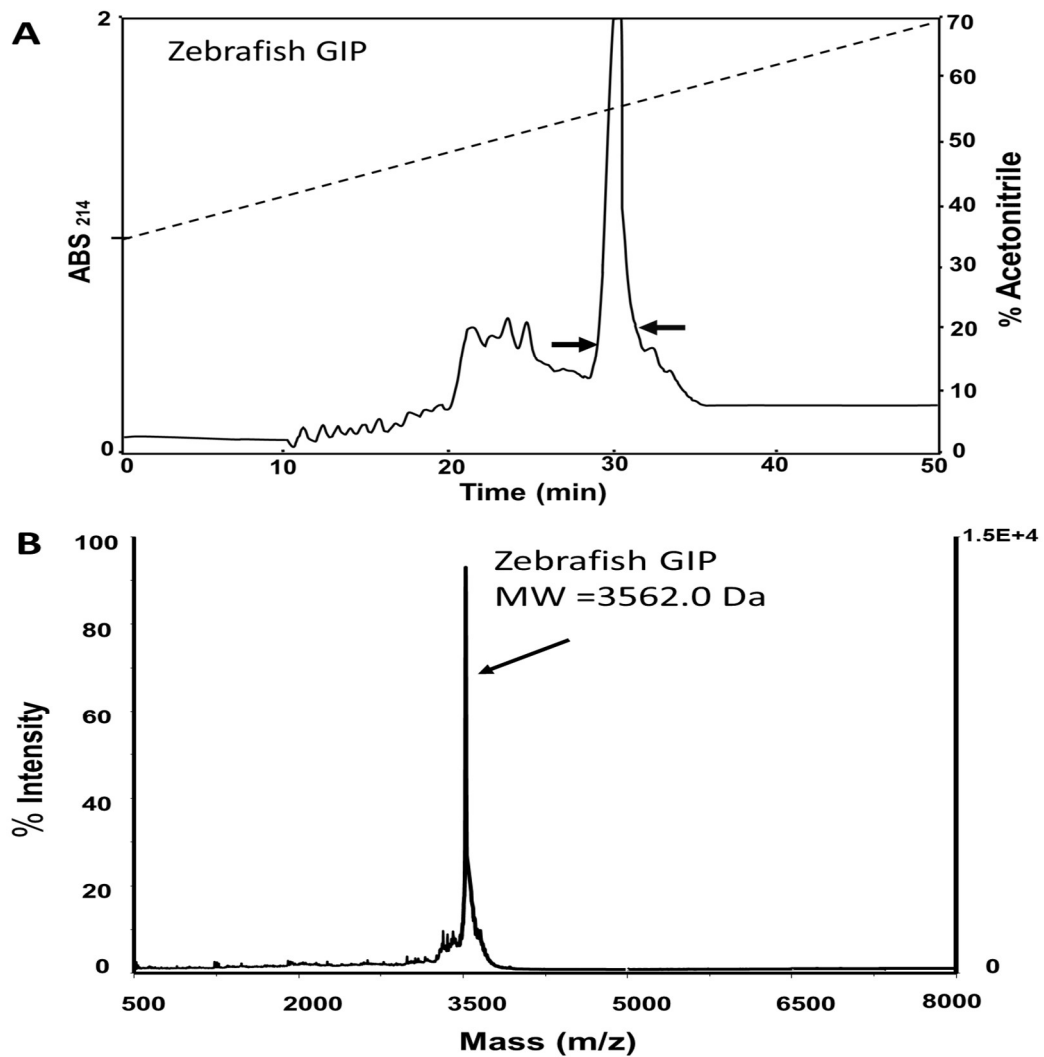 A
Zebrafish GIP
2
0
ABS 214
70
60
50
40
30
20
10
0
% Acetonitrile
0 10 20 30 40 50
Time (min)
B
Zebrafish GIP
MW =3562.0 Da
100
80
60
40
20
0
% Intensity
1.5E+4
0
500 2000 3500 5000 6500 8000
Mass (m/z)